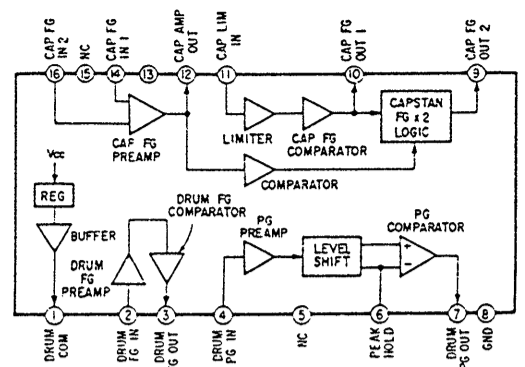 CAP FG IN 2
NC
CAP FG IN 1
CAP AMP OUT
CAP LIM IN
CAP FG OUT 1
CAP FG OUT 2
16
15
14
13
12
11
10
9
CAP FG PREAMP
LIMITER
CAP FG COMPARATOR
CAPSTAN FG x 2 LOGIC
COMPARATOR
Vcc
REG
BUFFER
DRUM FG COMPARATOR
DRUM FG PREAMP
PG PREAMP
LEVEL SHIFT
PG COMPARATOR
+
−
1
2
3
4
5
6
7
8
DRUM COM
DRUM FG IN
DRUM FG OUT
DRUM PG IN
NC
PEAK HOLD
DRUM PG OUT
GND